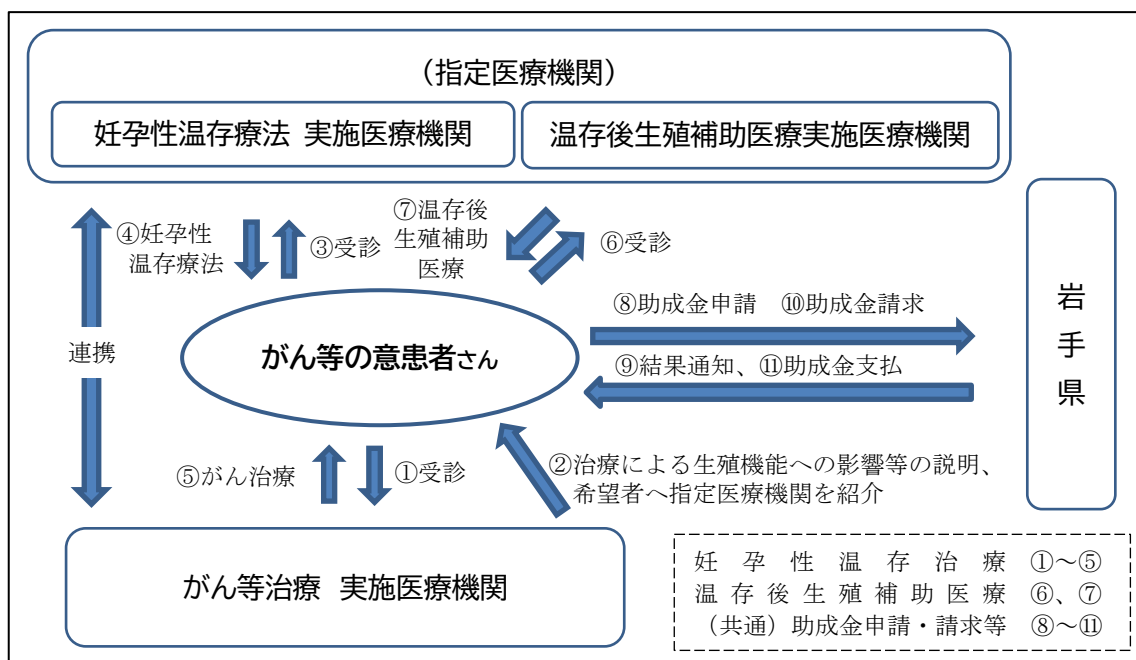 （指定医療機関）
妊孕性温存療法 実施医療機関
温存後生殖補助医療実施医療機関
④妊孕性
温存療法
③受診
⑦温存後
生殖補助
医療
⑥受診
連携
がん等の意患者さん
⑧助成金申請　⑩助成金請求
⑨結果通知、⑪助成金支払
岩手県
⑤がん治療
①受診
②治療による生殖機能への影響等の説明、
希望者へ指定医療機関を紹介
がん等治療 実施医療機関
妊孕性温存治療　①～⑤
温存後生殖補助医療　⑥、⑦
（共通）助成金申請・請求等　⑧～⑪